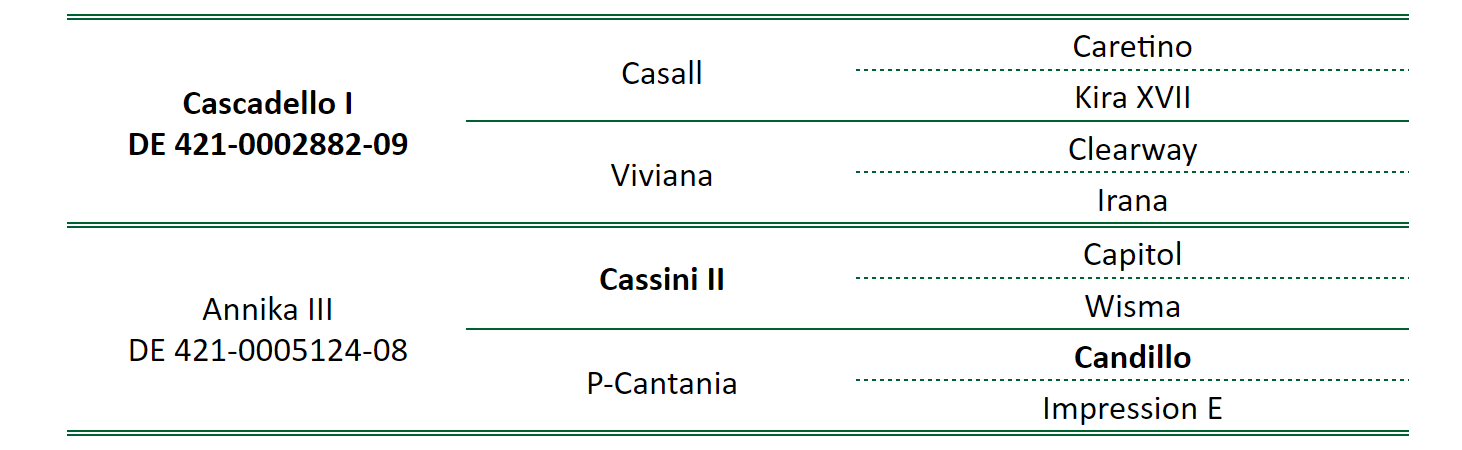 Cascadello I
DE 421-0002882-09
Casall
Caretino
Kira XVII
Viviana
Clearway
Irana
Annika III
DE 421-0005124-08
Cassini II
Capitol
Wisma
P-Cantania
Candillo
Impression E